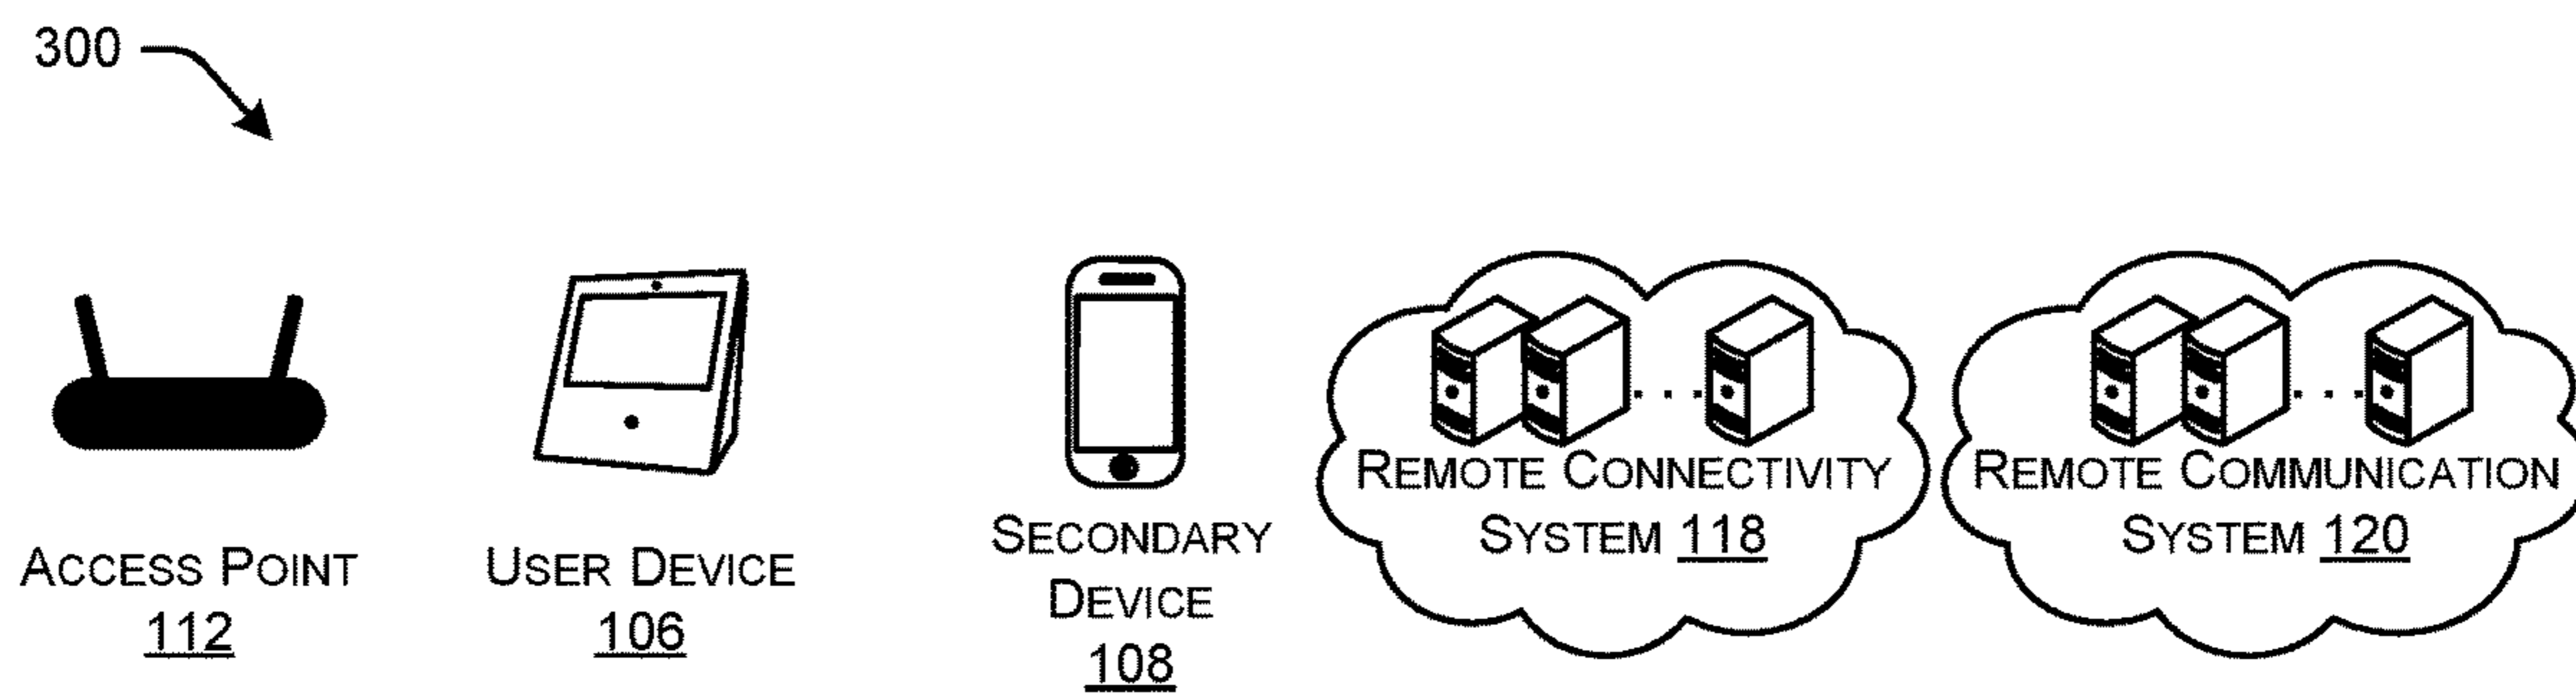 300
ACCESS POINT
112
USER DEVICE
106
SECONDARY
DEVICE
108
REMOTE CONNECTIVITY
SYSTEM 118
REMOTE COMMUNICATION
SYSTEM 120